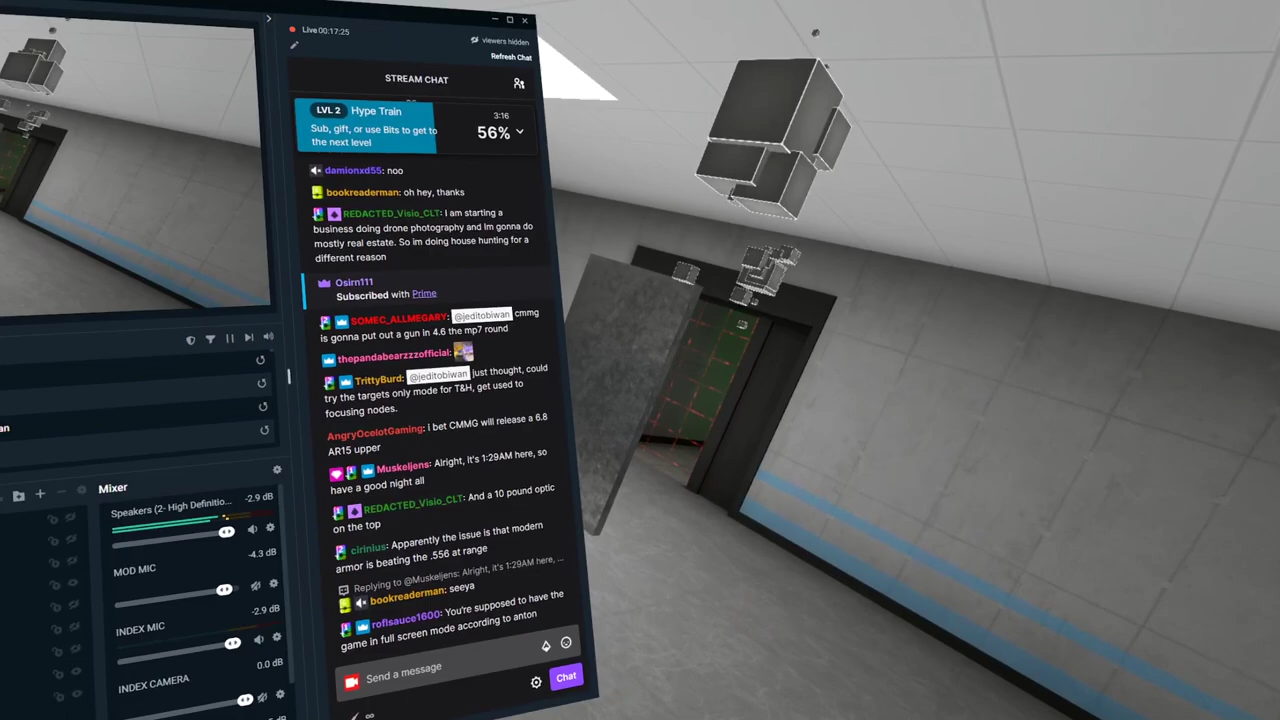 Live 00:17:25
viewers hidden
Refresh Chat
STREAM CHAT
LVL 2 Hype Train
Sub, gift, or use Bits to get to
the next level
3:16
56%
damionxd55: noo
bookreaderman: oh hey, thanks
REDACTED_Visio_CLT: I am starting a
business doing drone photography and Im gonna do
mostly real estate. So im doing house hunting for a
different reason
Osirn111
Subscribed with Prime
SOMEC_ALLMEGARY: @jeditobiwan cmmg
is gonna put out a gun in 4.6 the mp7 round
thepandabearzzzofficial:
TrittyBurd: @jeditobiwan just thought, could
try the targets only mode for T&H, get used to
focusing nodes.
AngryOcelotGaming: i bet CMMG will release a 6.8
AR15 upper
Muskeljens: Alright, it's 1:29AM here, so
have a good night all
REDACTED_Visio_CLT: And a 10 pound optic
on the top
cirinius: Apparently the issue is that modern
armor is beating the .556 at range
Replying to @Muskeljens: Alright, it's 1:29AM here, ...
bookreaderman: seeya
roflsauce1600: You're supposed to have the
game in full screen mode according to anton
Send a message
Chat
an
Mixer
Speakers (2- High Definitio...
-2.9 dB
-4.3 dB
MOD MIC
-2.9 dB
INDEX MIC
0.0 dB
INDEX CAMERA